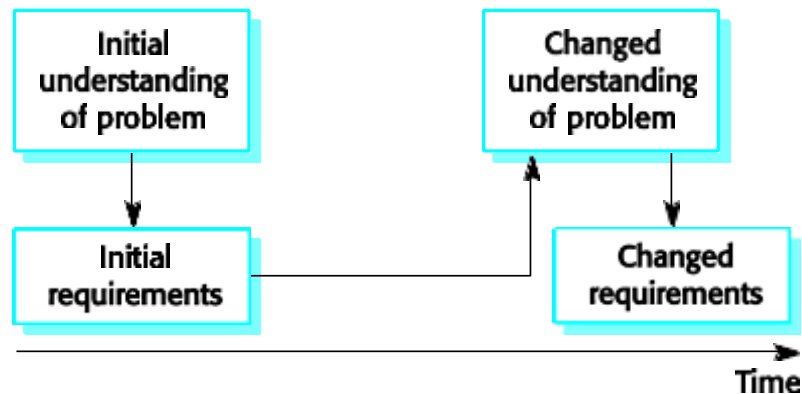 Initial
understanding
of problem
Changed
understanding
of problem
Initial
requirements
Changed
requirements
Time